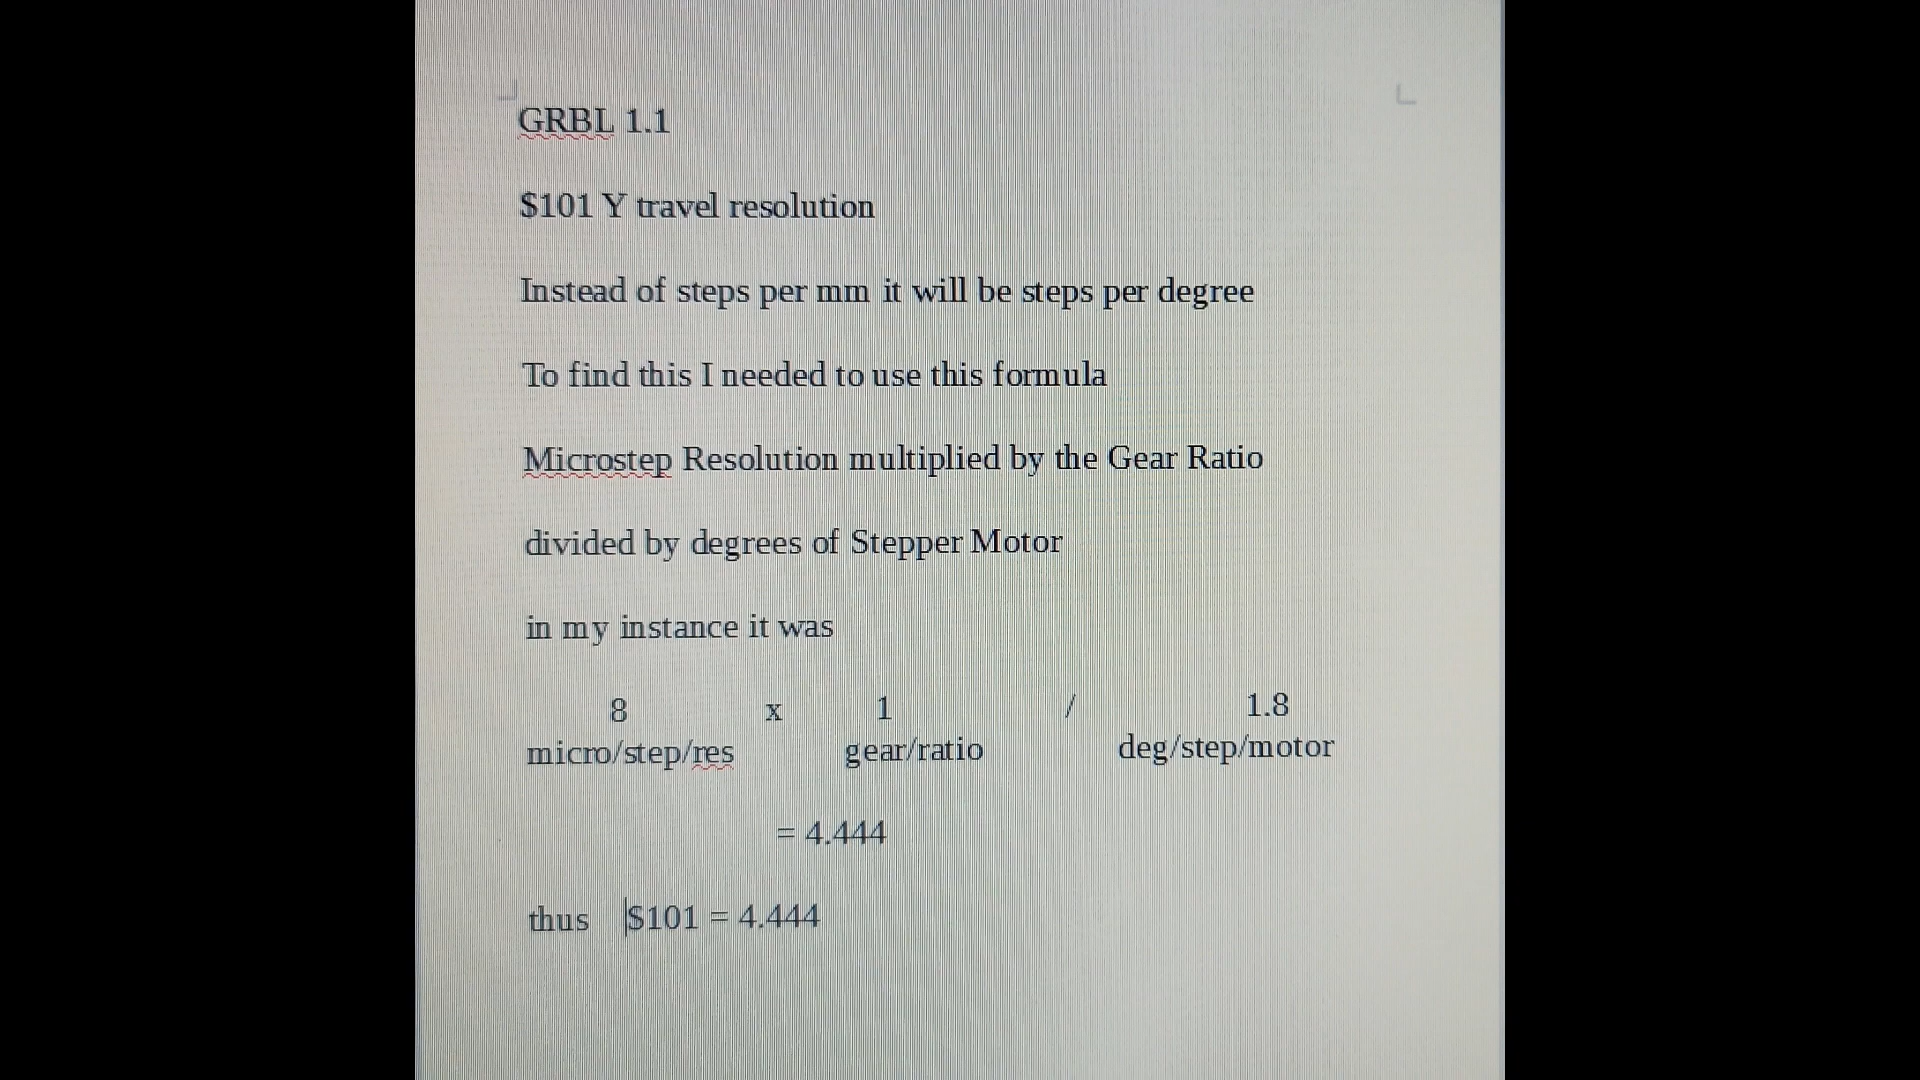 GRBL 1.1
$101 Y travel resolution
Instead of steps per mm it will be steps per degree
To find this I needed to use this formula
Microstep Resolution multiplied by the Gear Ratio
divided by degrees of Stepper Motor
in my instance it was
8 x 1 / 1.8
micro/step/res gear/ratio deg/step/motor
= 4.444
thus $101 = 4.444